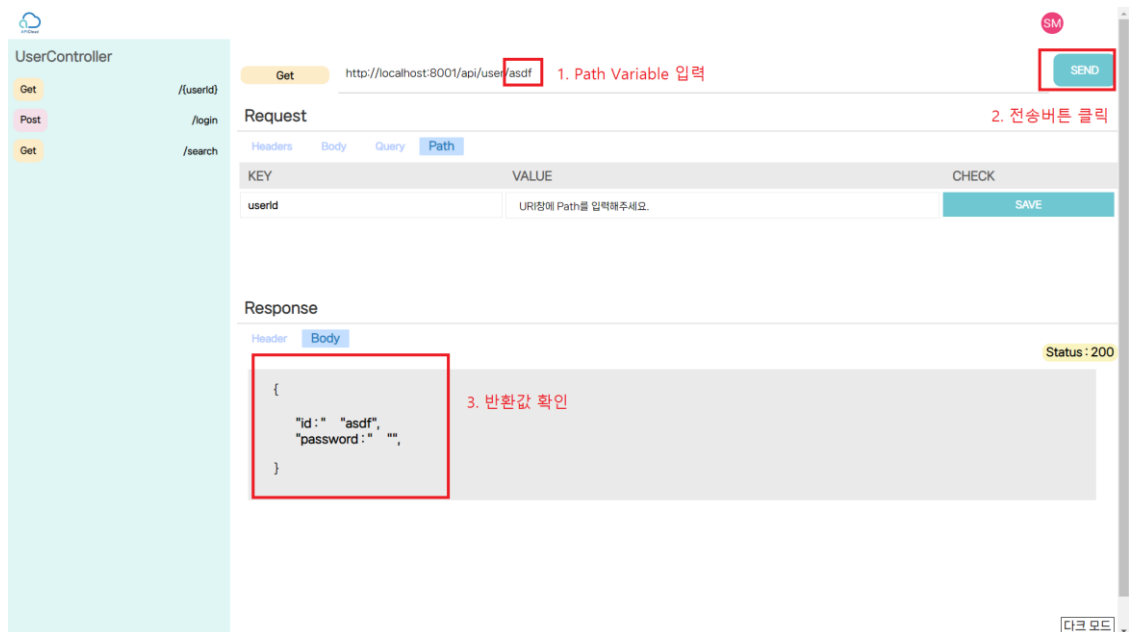 APICloud
SM
UserController
Get /{userId}
Post /login
Get /search
Get http://localhost:8001/api/user/asdf 1. Path Variable 입력 SEND
2. 전송버튼 클릭
Request
Headers Body Query Path
KEY VALUE CHECK
userId URI창에 Path를 입력해주세요. SAVE
Response
Header Body
Status : 200
{
"id : " "asdf",
"password : " "",
}
3. 반환값 확인
다크 모드